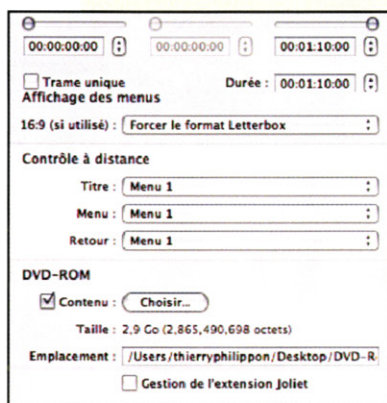 00:00:00:00 00:00:00:00 00:01:10:00
Trame unique Durée : 00:01:10:00
Affichage des menus
16:9 (si utilisé) : Forcer le format Letterbox
Contrôle à distance
Titre : Menu 1
Menu : Menu 1
Retour : Menu 1
DVD-ROM
Contenu : Choisir...
Taille : 2,9 Go (2,865,490,698 octets)
Emplacement : /Users/thierryphilippon/Desktop/DVD-R
Gestion de l'extension Joliet